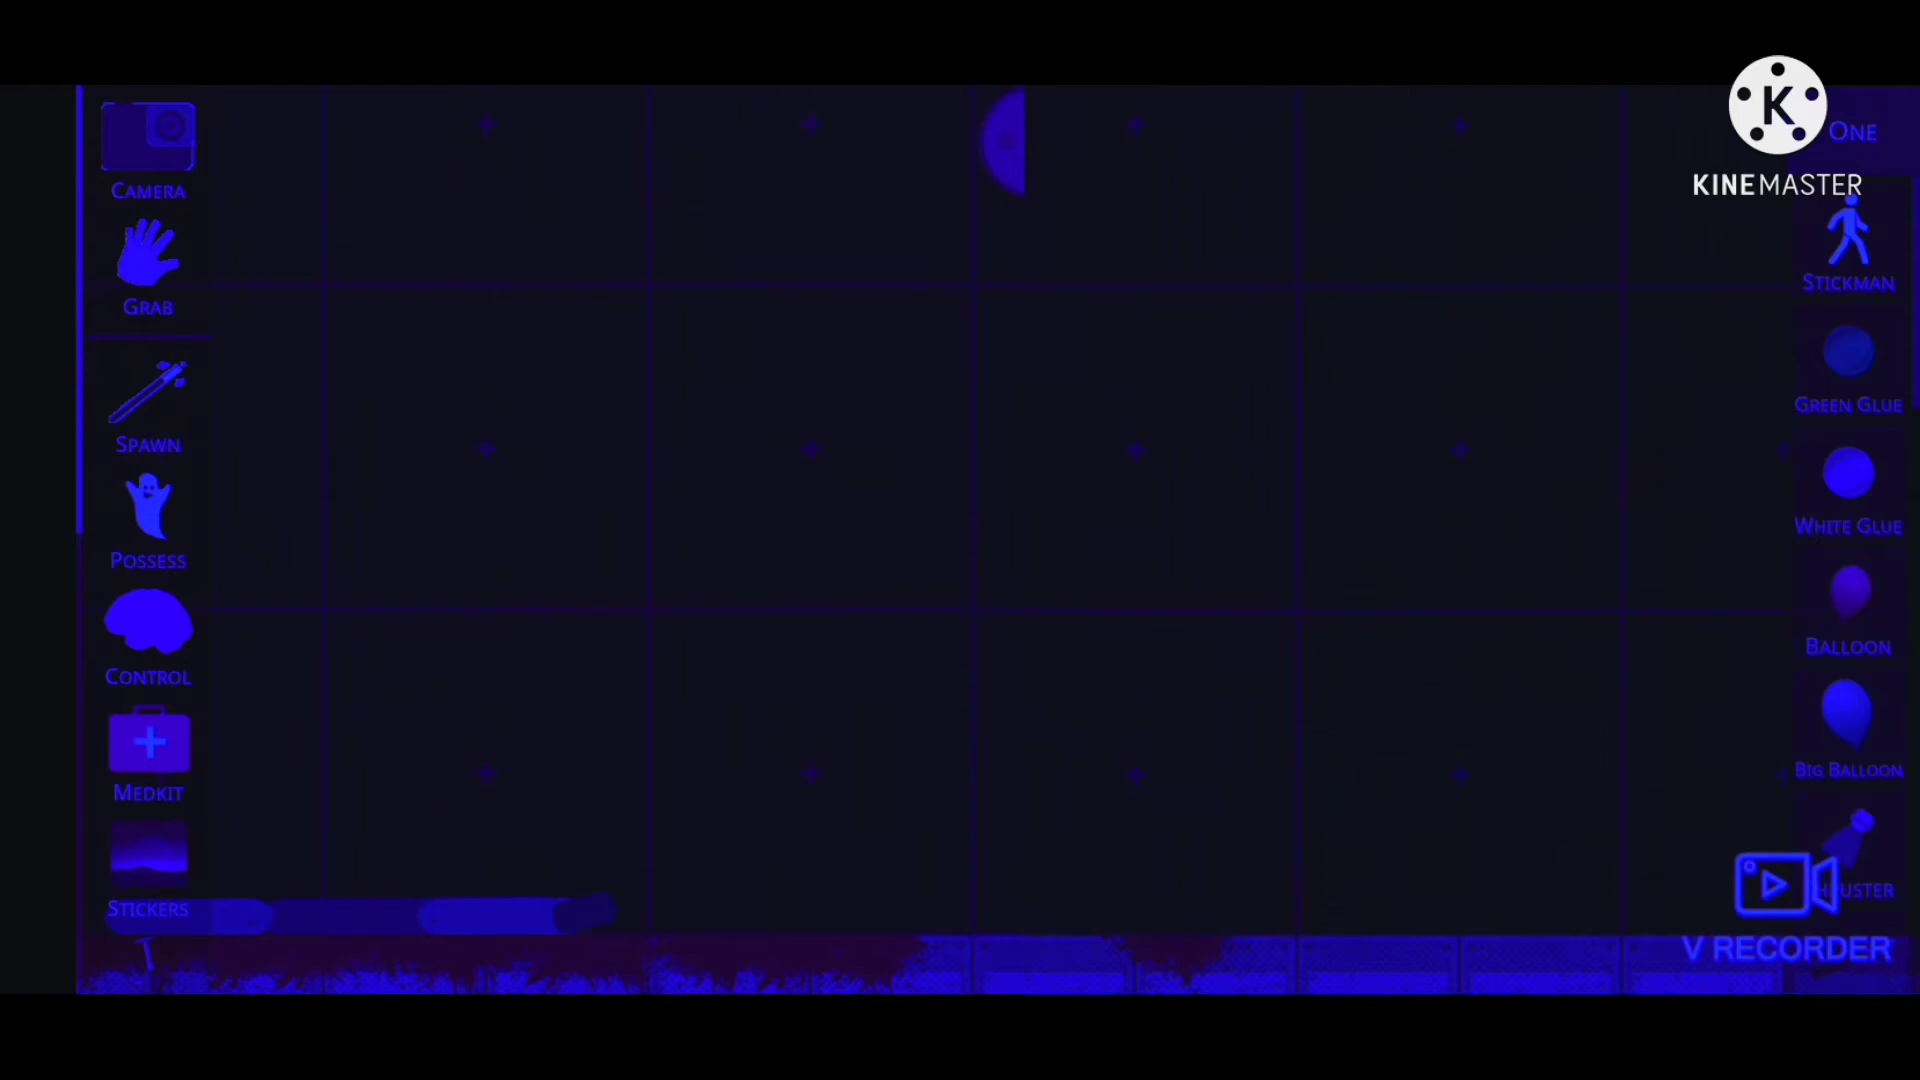 CAMERA
GRAB
SPAWN
POSSESS
CONTROL
MEDKIT
STICKERS
K
KINEMASTER
ONE
STICKMAN
GREEN GLUE
WHITE GLUE
BALLOON
BIG BALLOON
V RECORDER